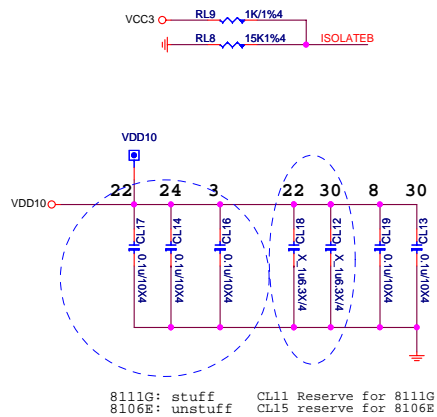 RL9 1K/1%4
VCC3
RL8 15K1%4
ISOLATEB
VDD10
22 24 3 22 30 8 30
VDD10
CL17 0.1u/10X4
CL14 0.1u/10X4
CL16 0.1u/10X4
CL18 X_1u6.3X/4
CL12 X_1u6.3X/4
CL19 0.1u/10X4
CL13 0.1u/10X4
8111G: stuff CL11 Reserve for 8111G
8106E: unstuff CL15 reserve for 8106E